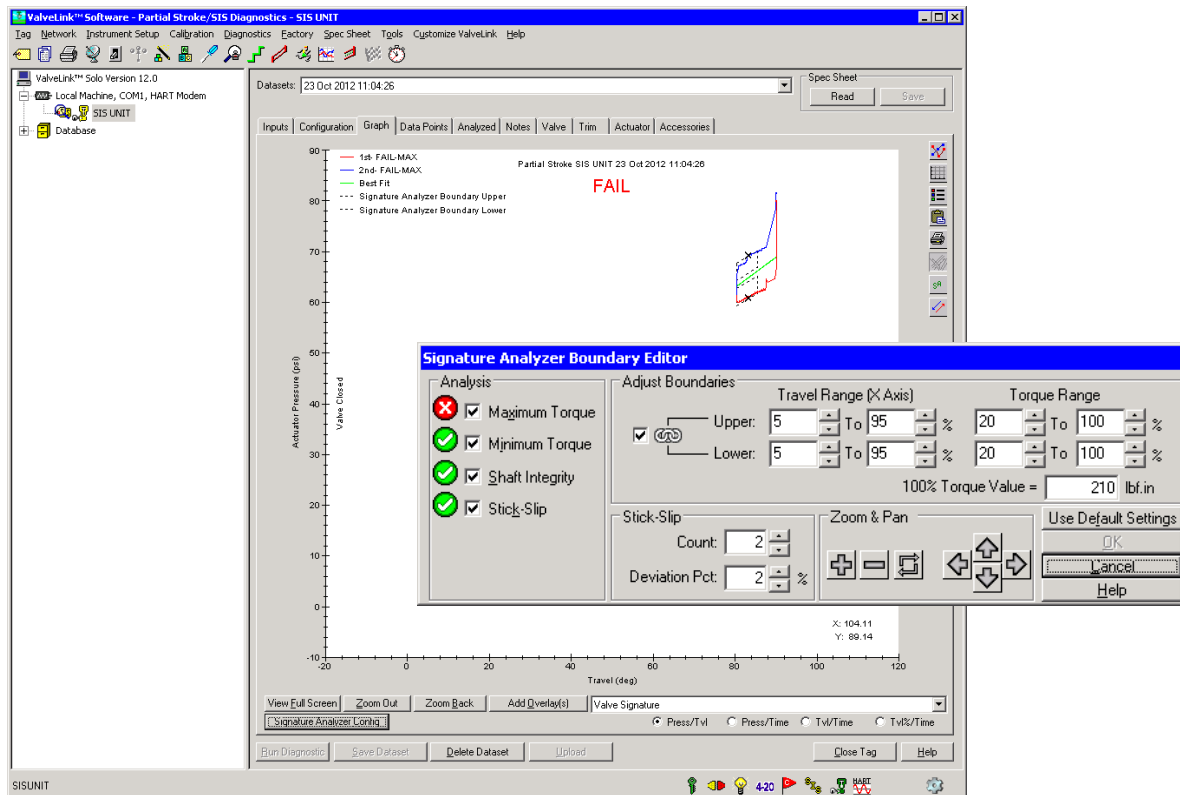 ValveLink™ Software - Partial Stroke/SIS Diagnostics - SIS UNIT
Tag Network Instrument Setup Calibration Diagnostics Factory Spec Sheet Tools Customize ValveLink Help
ValveLink™ Solo Version 12.0
Local Machine, COM1, HART Modem
SIS UNIT
Database
Datasets: 23 Oct 2012 11:04:26
Spec Sheet
Read Save
Inputs Configuration Graph Data Points Analyzed Notes Valve Trim Actuator Accessories
1st- FAIL-MAX
2nd- FAIL-MAX
Best Fit
Signature Analyzer Boundary Upper
Signature Analyzer Boundary Lower
Partial Stroke SIS UNIT 23 Oct 2012 11:04:26
FAIL
90
80
70
60
50
40
30
20
10
0
-10
Actuator Pressure (psi)
Valve Closed
Signature Analyzer Boundary Editor
Analysis
Maximum Torque
Minimum Torque
Shaft Integrity
Stick-Slip
Adjust Boundaries
Travel Range (X Axis) Torque Range
Upper: 5 To 95 % 20 To 100 %
Lower: 5 To 95 % 20 To 100 %
100% Torque Value = 210 lbf.in
Stick-Slip
Count: 2
Deviation Pct: 2 %
Zoom & Pan
Use Default Settings
OK
Cancel
Help
X: 104.11
Y: 89.14
-20 0 20 40 60 80 100 120
Travel (deg)
View Full Screen Zoom Out Zoom Back Add Overlay(s) Valve Signature
Signature Analyzer Config Press/Tvl Press/Time Tvl/Time Tvl%/Time
Run Diagnostic Save Dataset Delete Dataset Upload Close Tag Help
SISUNIT
4-20
HART